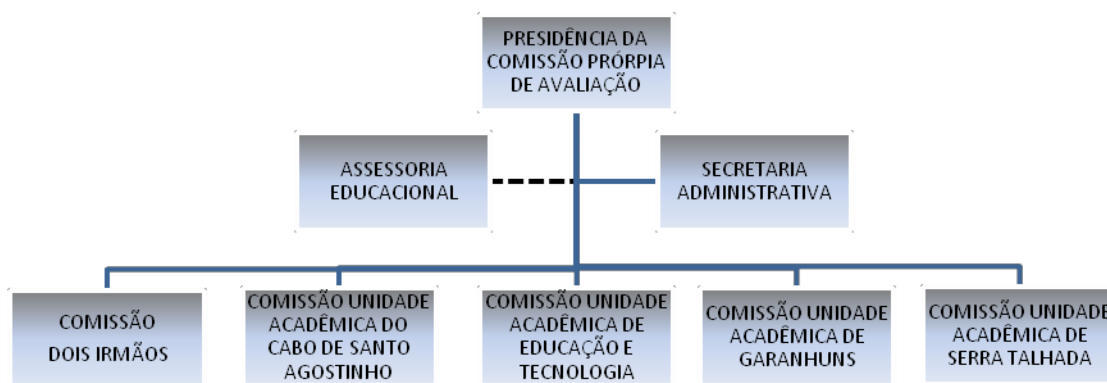 PRESIDÊNCIA DA
COMISSÃO PRÓRPIA
DE AVALIAÇÃO
ASSESSORIA
EDUCACIONAL
SECRETARIA
ADMINISTRATIVA
COMISSÃO
DOIS IRMÃOS
COMISSÃO UNIDADE
ACADÊMICA DO
CABO DE SANTO
AGOSTINHO
COMISSÃO UNIDADE
ACADÊMICA DE
EDUCAÇÃO E
TECNOLOGIA
COMISSÃO UNIDADE
ACADÊMICA DE
GARANHUNS
COMISSÃO UNIDADE
ACADÊMICA DE
SERRA TALHADA